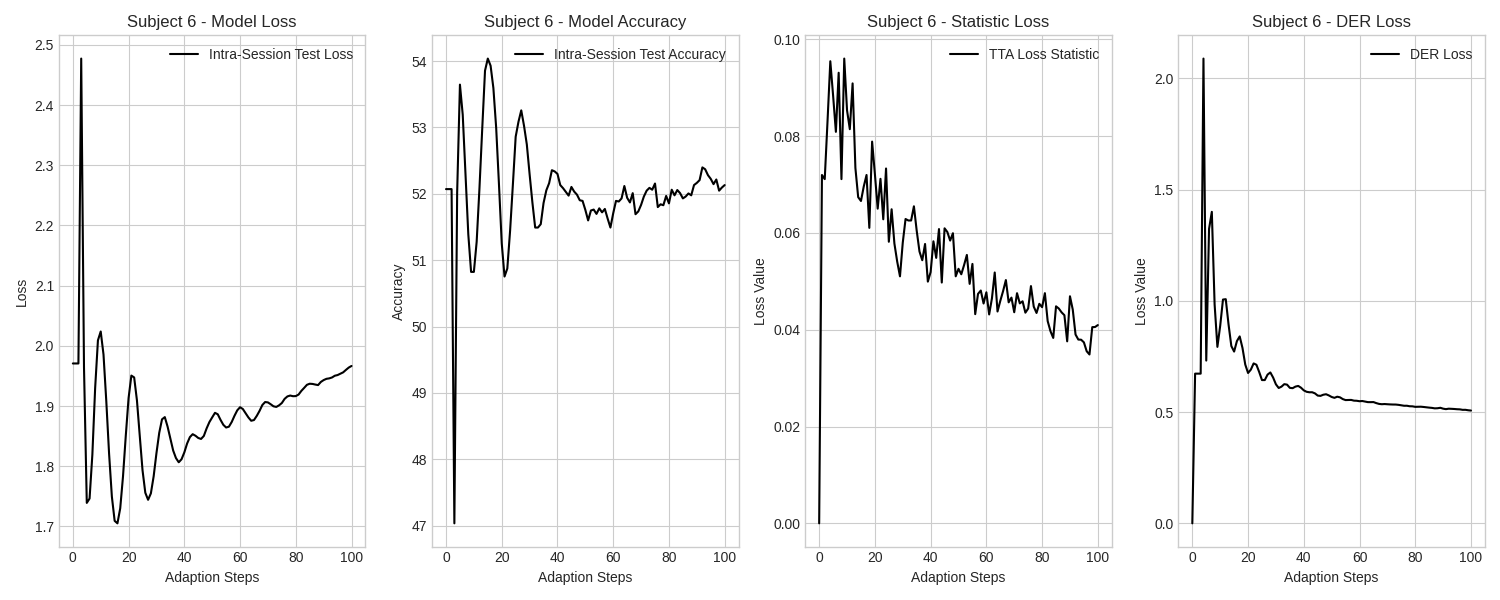 Subject 6 - Model Loss
Intra-Session Test Loss
2.5
2.4
2.3
2.2
2.1
2.0
1.9
1.8
1.7
Loss
0 20 40 60 80 100
Adaption Steps
Subject 6 - Model Accuracy
Intra-Session Test Accuracy
54
53
52
51
50
49
48
47
Accuracy
0 20 40 60 80 100
Adaption Steps
Subject 6 - Statistic Loss
TTA Loss Statistic
0.10
0.08
0.06
0.04
0.02
0.00
Loss Value
0 20 40 60 80 100
Adaption Steps
Subject 6 - DER Loss
DER Loss
2.0
1.5
1.0
0.5
0.0
Loss Value
0 20 40 60 80 100
Adaption Steps